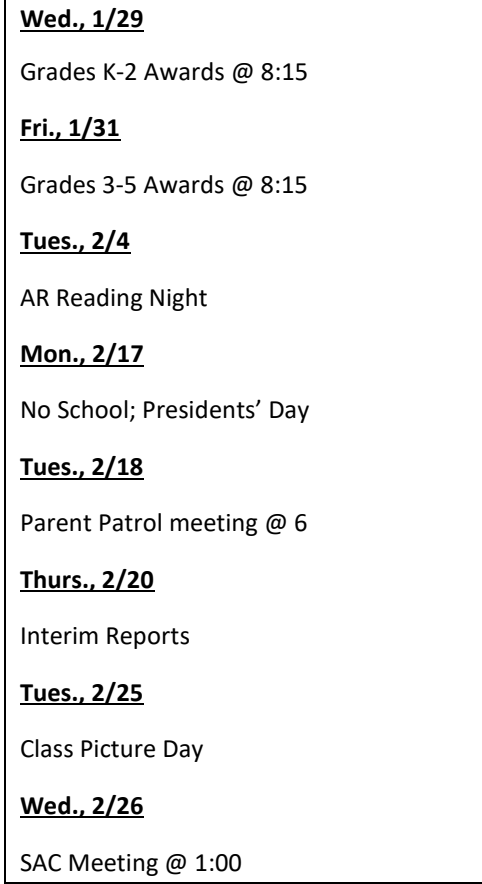 Wed., 1/29
Grades K-2 Awards @ 8:15
Fri., 1/31
Grades 3-5 Awards @ 8:15
Tues., 2/4
AR Reading Night
Mon., 2/17
No School; Presidents’ Day
Tues., 2/18
Parent Patrol meeting @ 6
Thurs., 2/20
Interim Reports
Tues., 2/25
Class Picture Day
Wed., 2/26
SAC Meeting @ 1:00